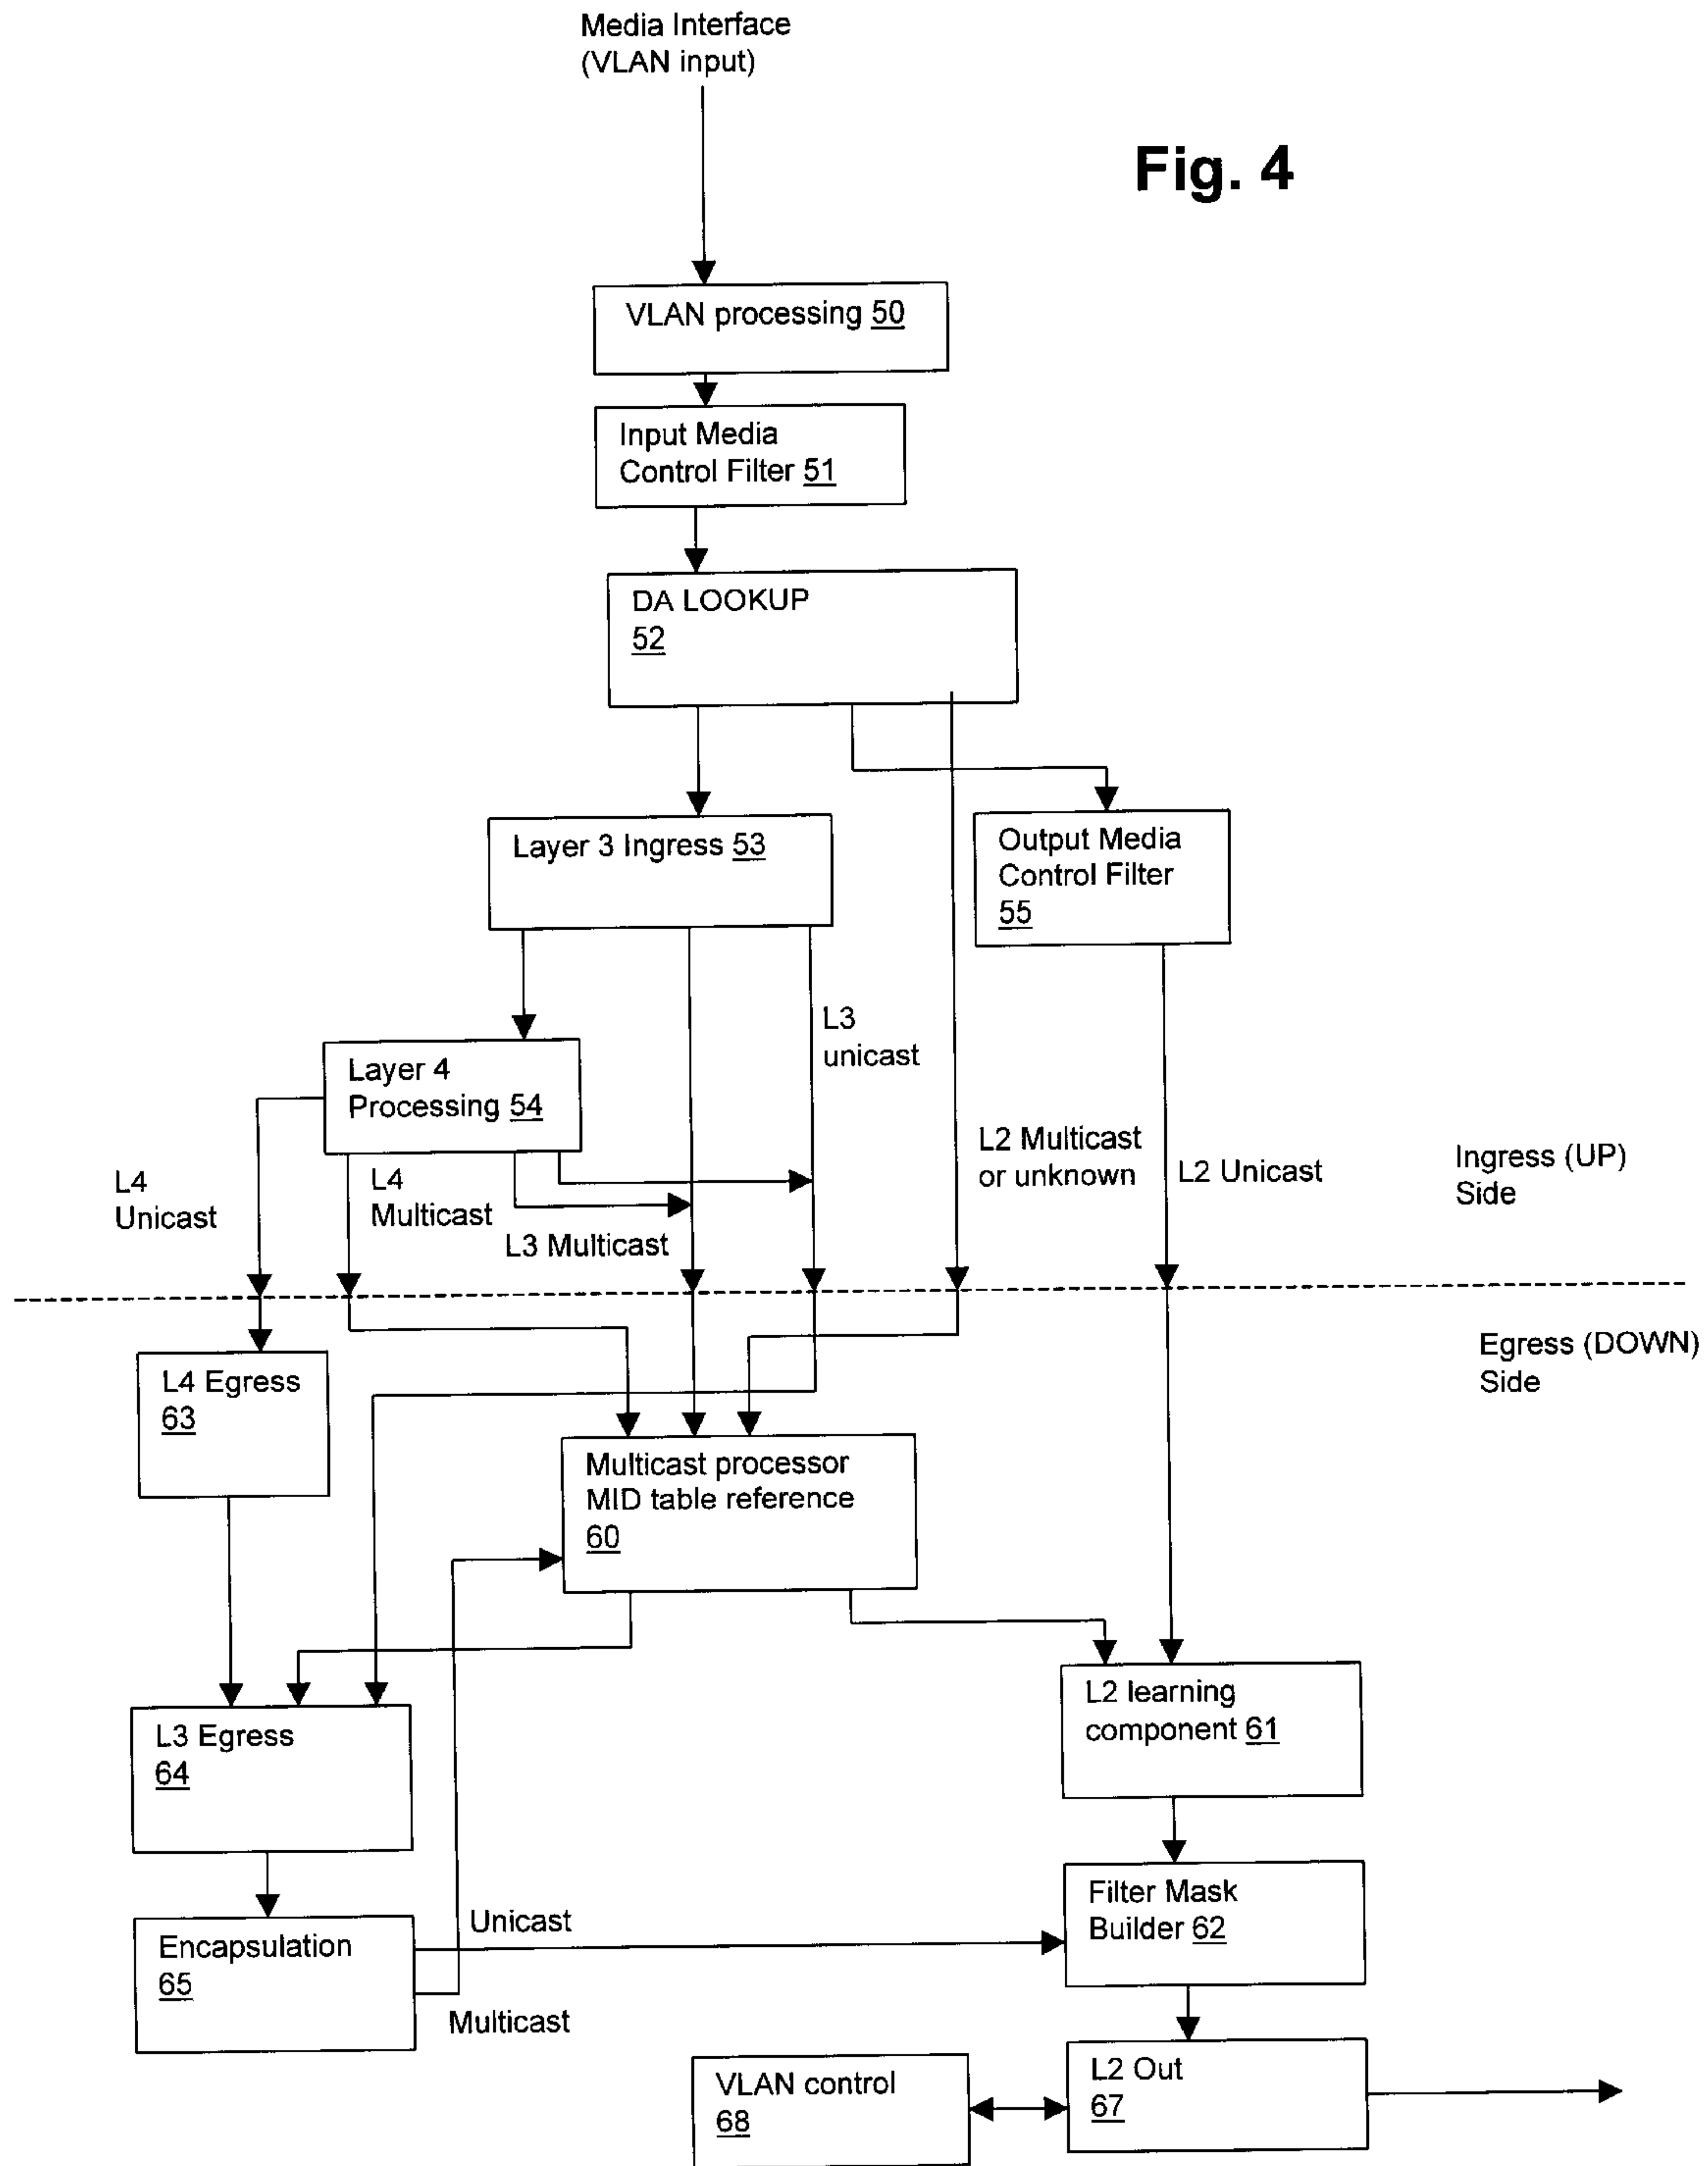 Media Interface
(VLAN input)
Fig. 4
VLAN processing 50
Input Media
Control Filter 51
DA LOOKUP
52
Layer 3 Ingress 53
Output Media
Control Filter
55
L3
unicast
Layer 4
Processing 54
L2 Multicast
or unknown
L2 Unicast
Ingress (UP)
Side
L4
Unicast
L4
Multicast
L3 Multicast
Egress (DOWN)
Side
L4 Egress
63
Multicast processor
MID table reference
60
L2 learning
component 61
L3 Egress
64
Filter Mask
Builder 62
Unicast
Encapsulation
65
Multicast
L2 Out
67
VLAN control
68